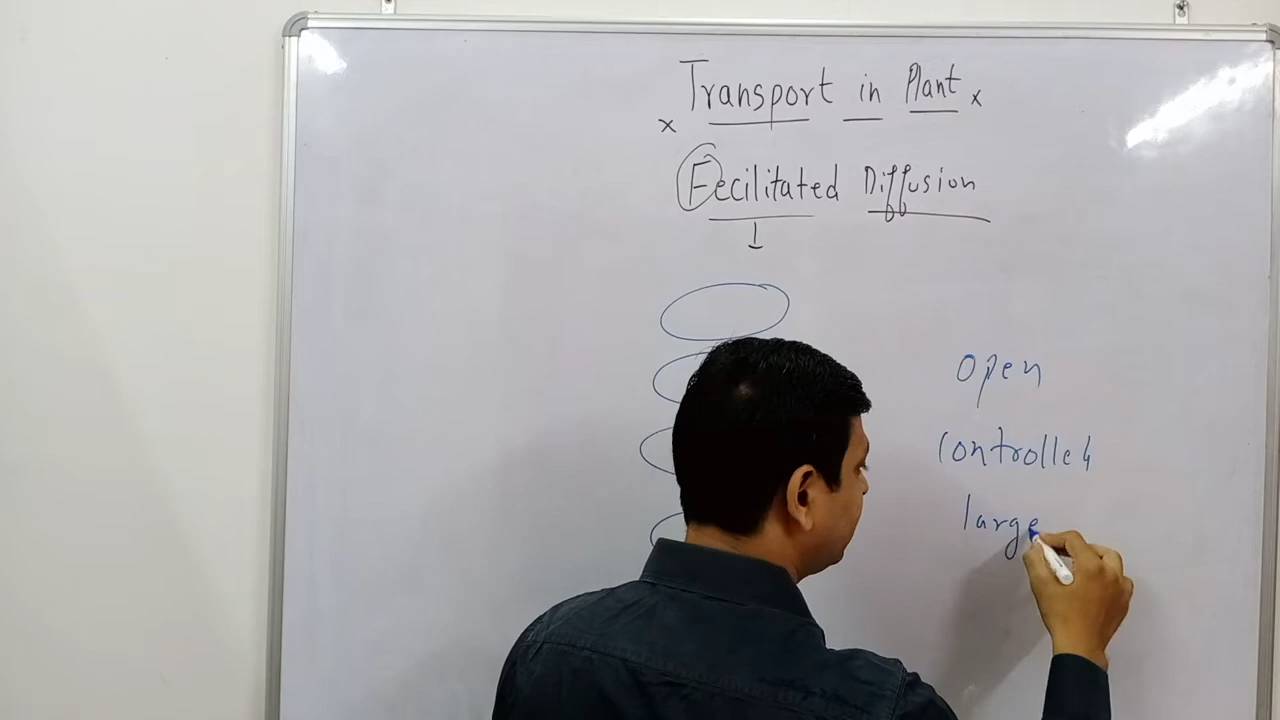 Transport in Plant
Fecilitated Diffusion
open
controlled
large